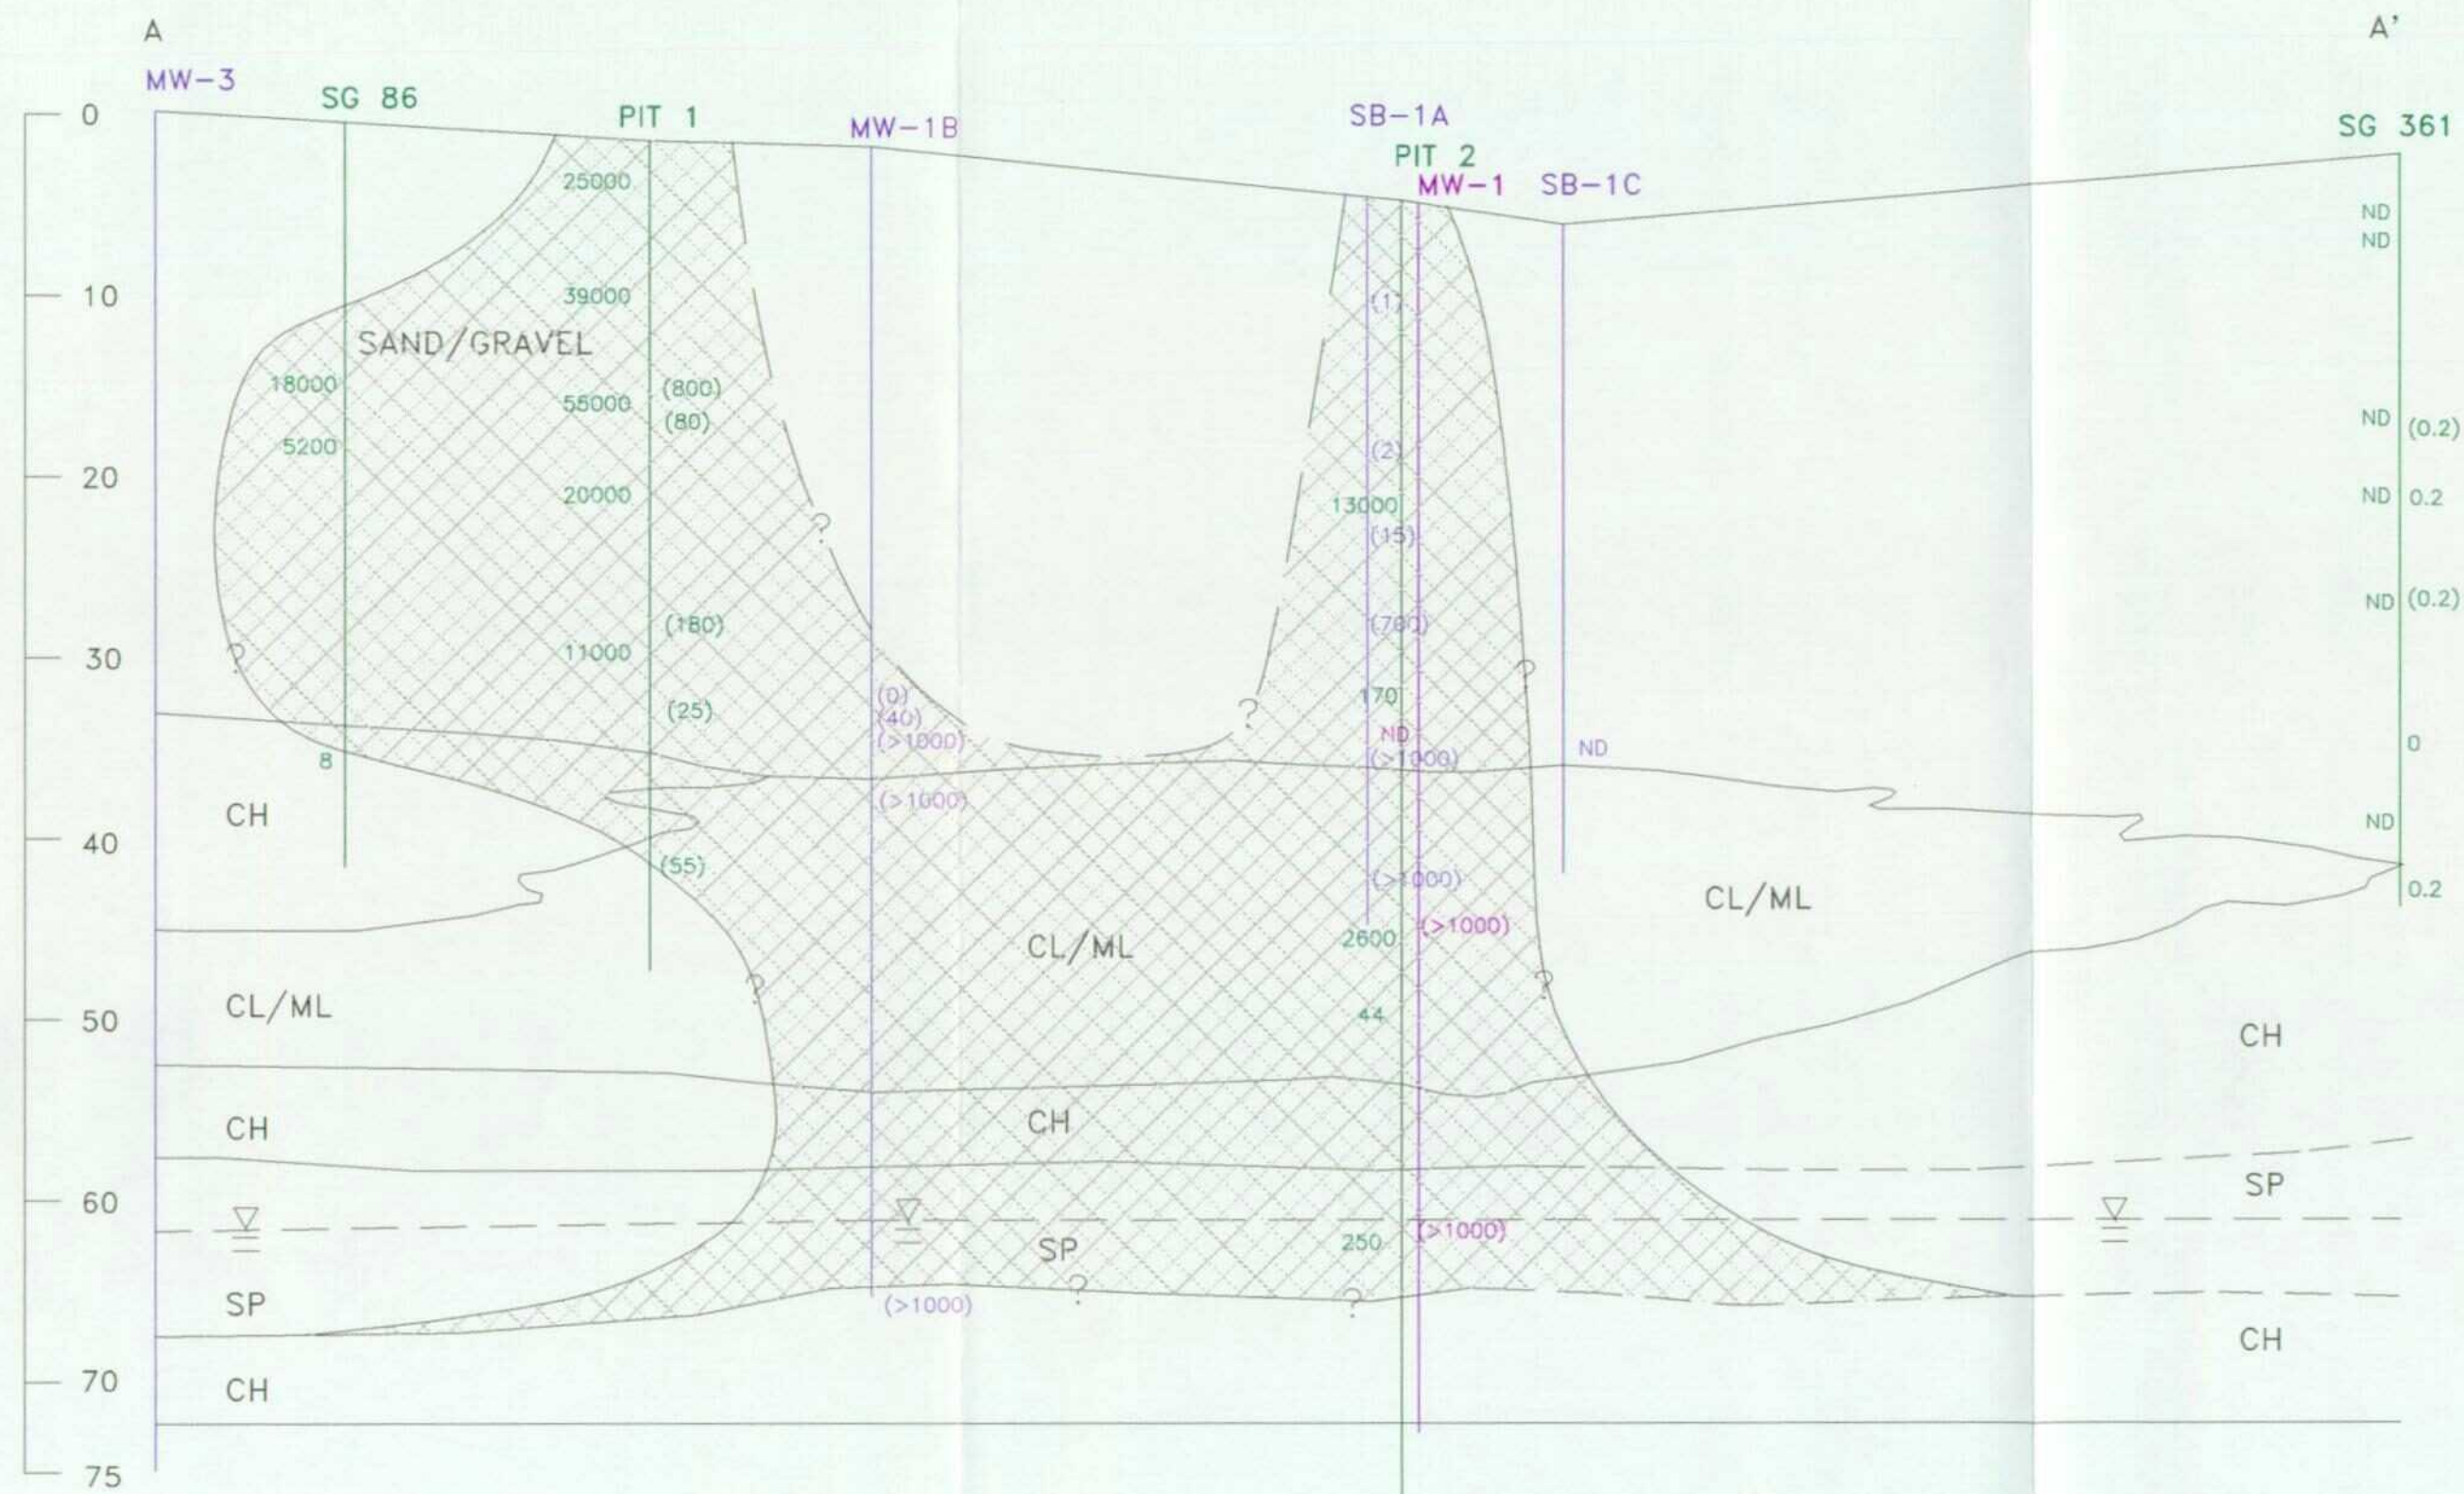 A
A'
MW-3
SG 86
PIT 1
MW-1B
SB-1A
PIT 2
MW-1
SB-1C
SG 361
0
10
20
30
40
50
60
70
75
25000
39000
SAND/GRAVEL
18000
5200
55000
(800)
(80)
20000
(180)
11000
(25)
8
(55)
(0)
(40)
(>1000)
(>1000)
(>1000)
(1)
(2)
13000
(15)
(700)
170
ND
(>1000)
(>1000)
2600
(>1000)
44
250
(>1000)
ND
ND
ND
ND (0.2)
ND 0.2
ND (0.2)
0
ND
0.2
?
?
?
?
?
?
?
?
CH
CL/ML
CH
SP
CH
CL/ML
CH
SP
CL/ML
CH
SP
CH